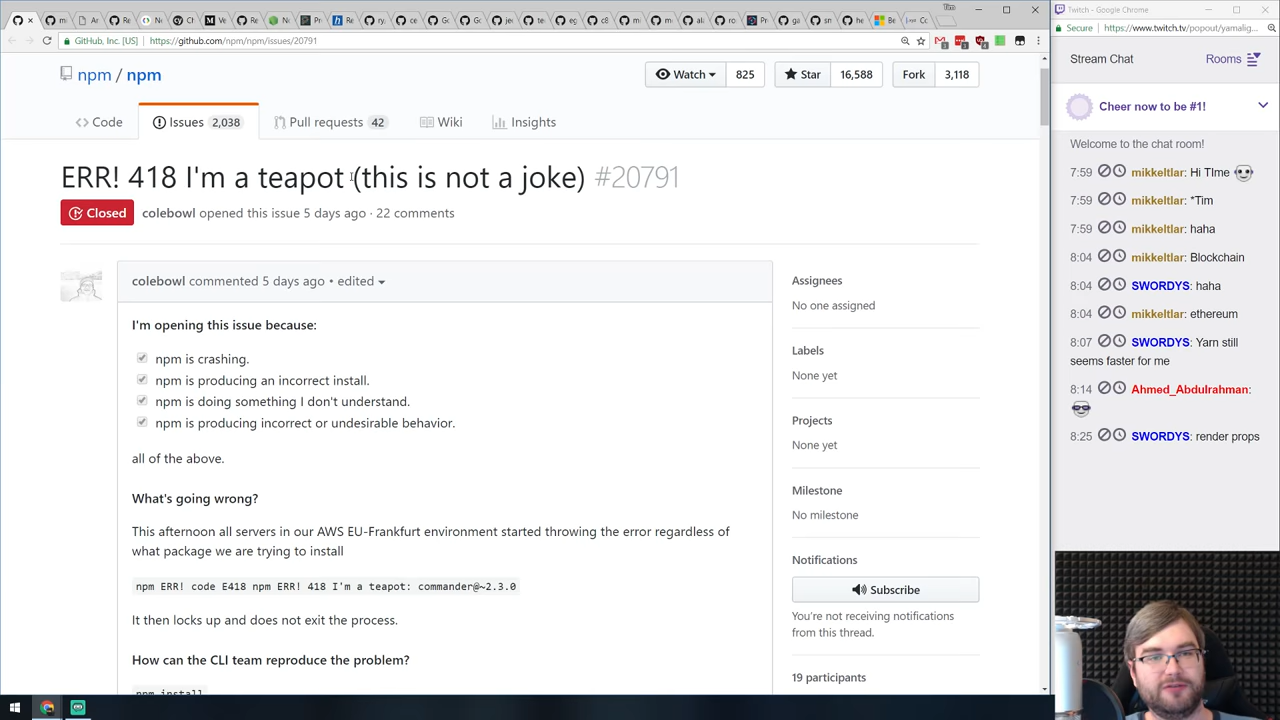 Tim
Twitch - Google Chrome
GitHub, Inc. [US] https://github.com/npm/npm/issues/20791
Secure https://www.twitch.tv/popout/yamalig
npm / npm
Watch 825
Star 16,588
Fork 3,118
Code
Issues 2,038
Pull requests 42
Wiki
Insights
ERR! 418 I'm a teapot (this is not a joke) #20791
Closed
colebowl opened this issue 5 days ago · 22 comments
colebowl commented 5 days ago • edited
I'm opening this issue because:
npm is crashing.
npm is producing an incorrect install.
npm is doing something I don't understand.
npm is producing incorrect or undesirable behavior.
all of the above.
What's going wrong?
This afternoon all servers in our AWS EU-Frankfurt environment started throwing the error regardless of
what package we are trying to install
npm ERR! code E418 npm ERR! 418 I'm a teapot: commander@~2.3.0
It then locks up and does not exit the process.
How can the CLI team reproduce the problem?
npm install
Assignees
No one assigned
Labels
None yet
Projects
None yet
Milestone
No milestone
Notifications
Subscribe
You're not receiving notifications
from this thread.
19 participants
Stream Chat
Rooms
Cheer now to be #1!
Welcome to the chat room!
7:59 mikkeltlar: Hi TIme
7:59 mikkeltlar: *Tim
7:59 mikkeltlar: haha
8:04 mikkeltlar: Blockchain
8:04 SWORDYS: haha
8:04 mikkeltlar: ethereum
8:07 SWORDYS: Yarn still
seems faster for me
8:14 Ahmed_Abdulrahman:
8:25 SWORDYS: render props